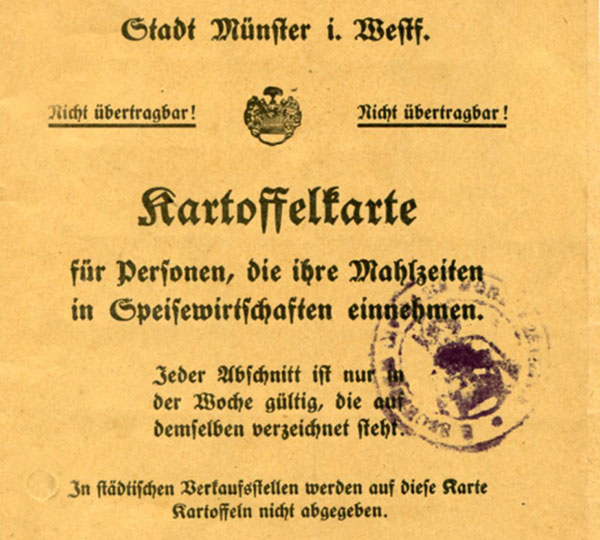 Stadt Münster i. Westf.
Nicht übertragbar! Nicht übertragbar!
Kartoffelkarte
für Personen, die ihre Mahlzeiten
in Speisewirtschaften einnehmen.
Jeder Abschnitt ist nur in
der Woche gültig, die auf
demselben verzeichnet steht.
In städtischen Verkaufsstellen werden auf diese Karte
Kartoffeln nicht abgegeben.